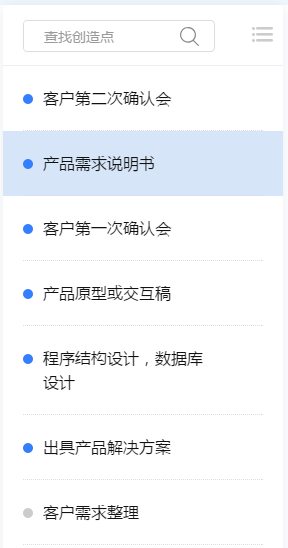 查找创造点
客户第二次确认会
产品需求说明书
客户第一次确认会
产品原型或交互稿
程序结构设计，数据库
设计
出具产品解决方案
客户需求整理